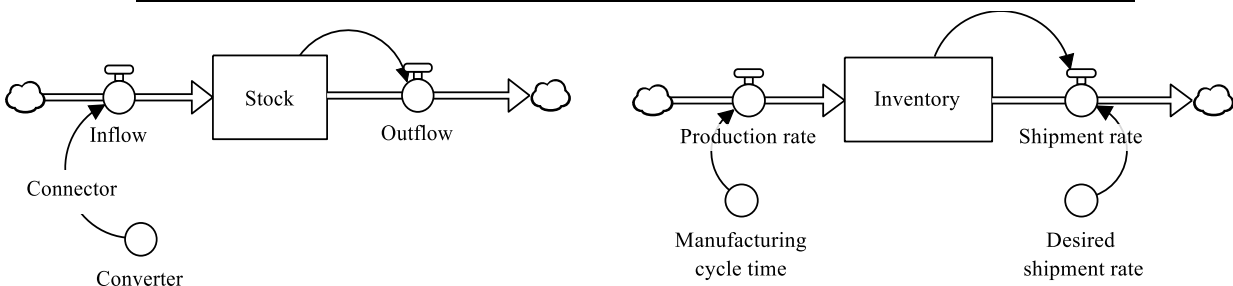 Stock
Inflow
Outflow
Connector
Converter
Inventory
Production rate
Shipment rate
Manufacturing
cycle time
Desired
shipment rate